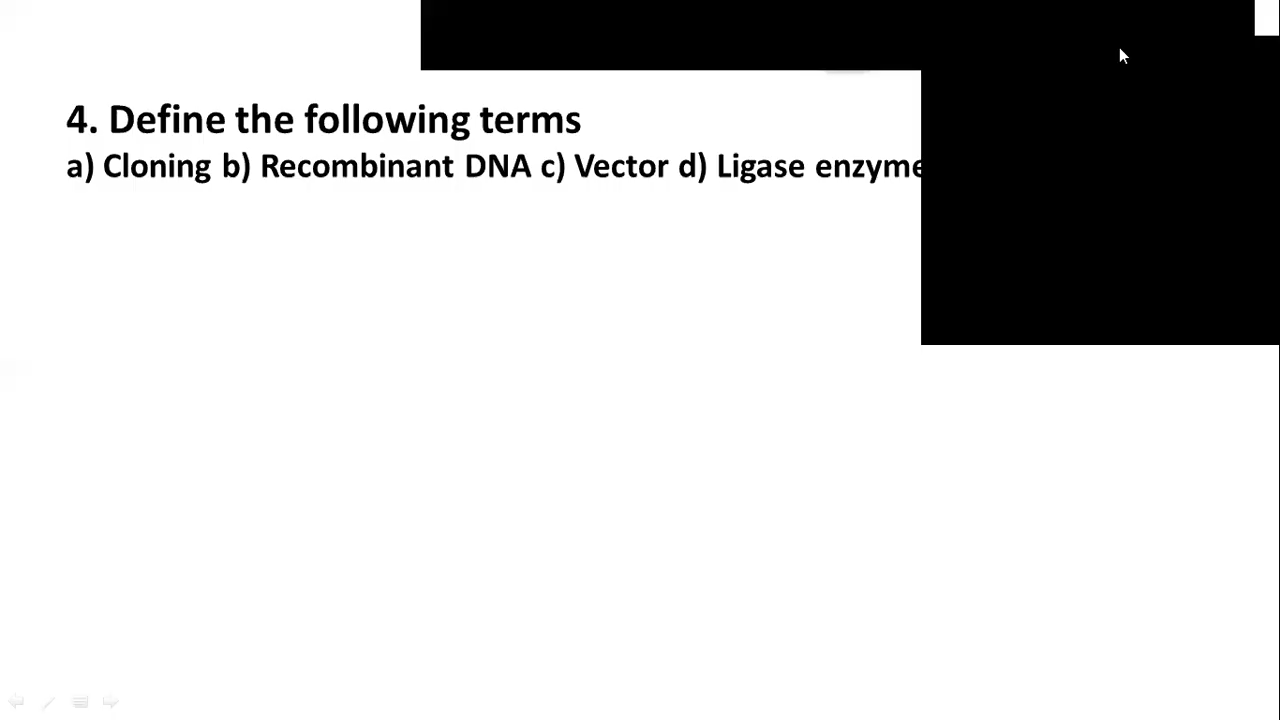 4. Define the following terms
a) Cloning b) Recombinant DNA c) Vector d) Ligase enzyme